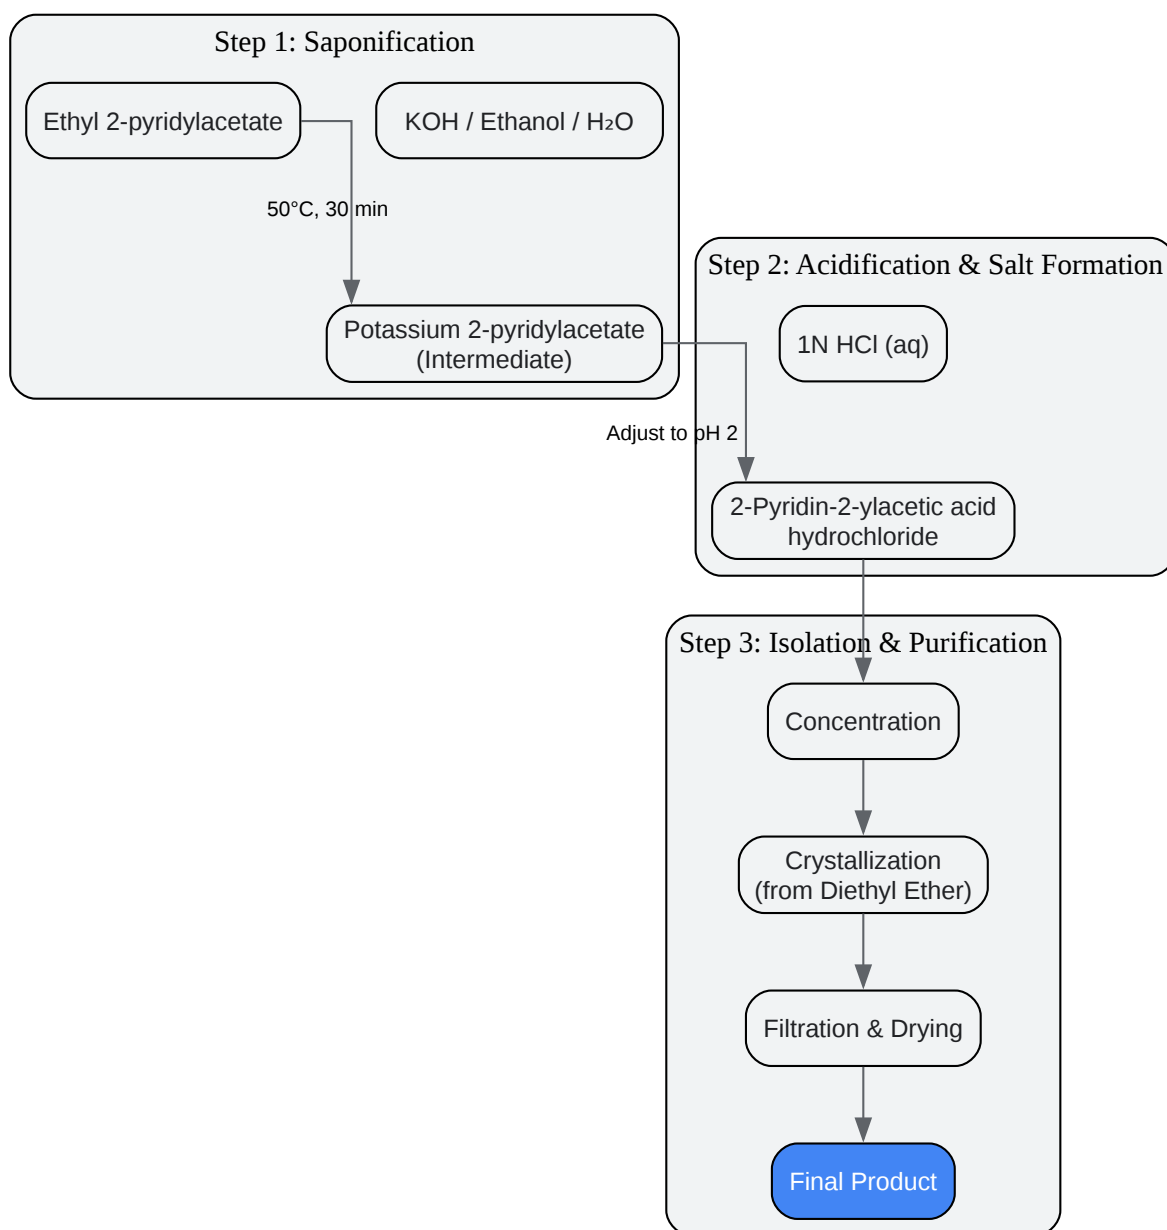 Step 1: Saponification
Ethyl 2-pyridylacetate
KOH / Ethanol / H₂O
50°C, 30 min
Potassium 2-pyridylacetate
(Intermediate)
Step 2: Acidification & Salt Formation
1N HCl (aq)
Adjust to pH 2
2-Pyridin-2-ylacetic acid
hydrochloride
Step 3: Isolation & Purification
Concentration
Crystallization
(from Diethyl Ether)
Filtration & Drying
Final Product